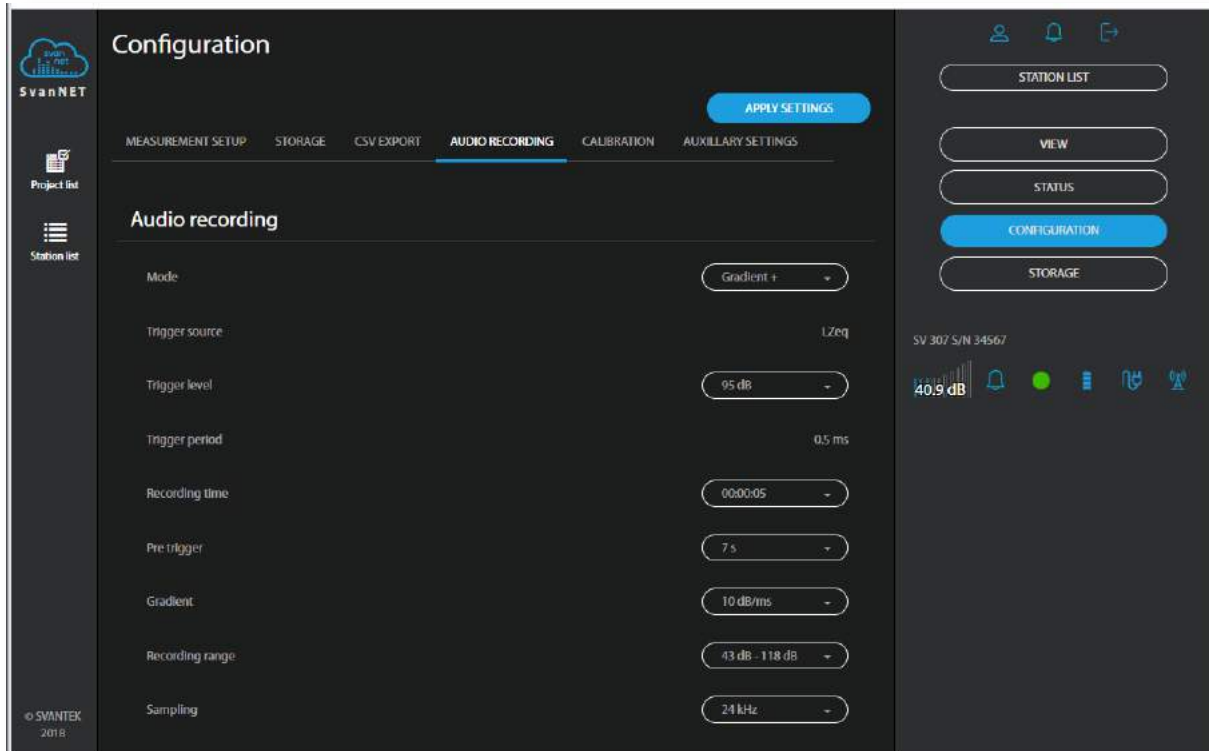 svan
net
SvanNET
Project list
Station list
© SVANTEK
2018
Configuration
APPLY SETTINGS
MEASUREMENT SETUP STORAGE CSV EXPORT AUDIO RECORDING CALIBRATION AUXILLARY SETTINGS
Audio recording
Mode Gradient +
Trigger source LZeq
Trigger level 95 dB
Trigger period 0.5 ms
Recording time 00:00:05
Pre trigger 7 s
Gradient 10 dB/ms
Recording range 43 dB - 118 dB
Sampling 24 kHz
STATION LIST
VIEW
STATUS
CONFIGURATION
STORAGE
SV 307 S/N 34567
40.9 dB